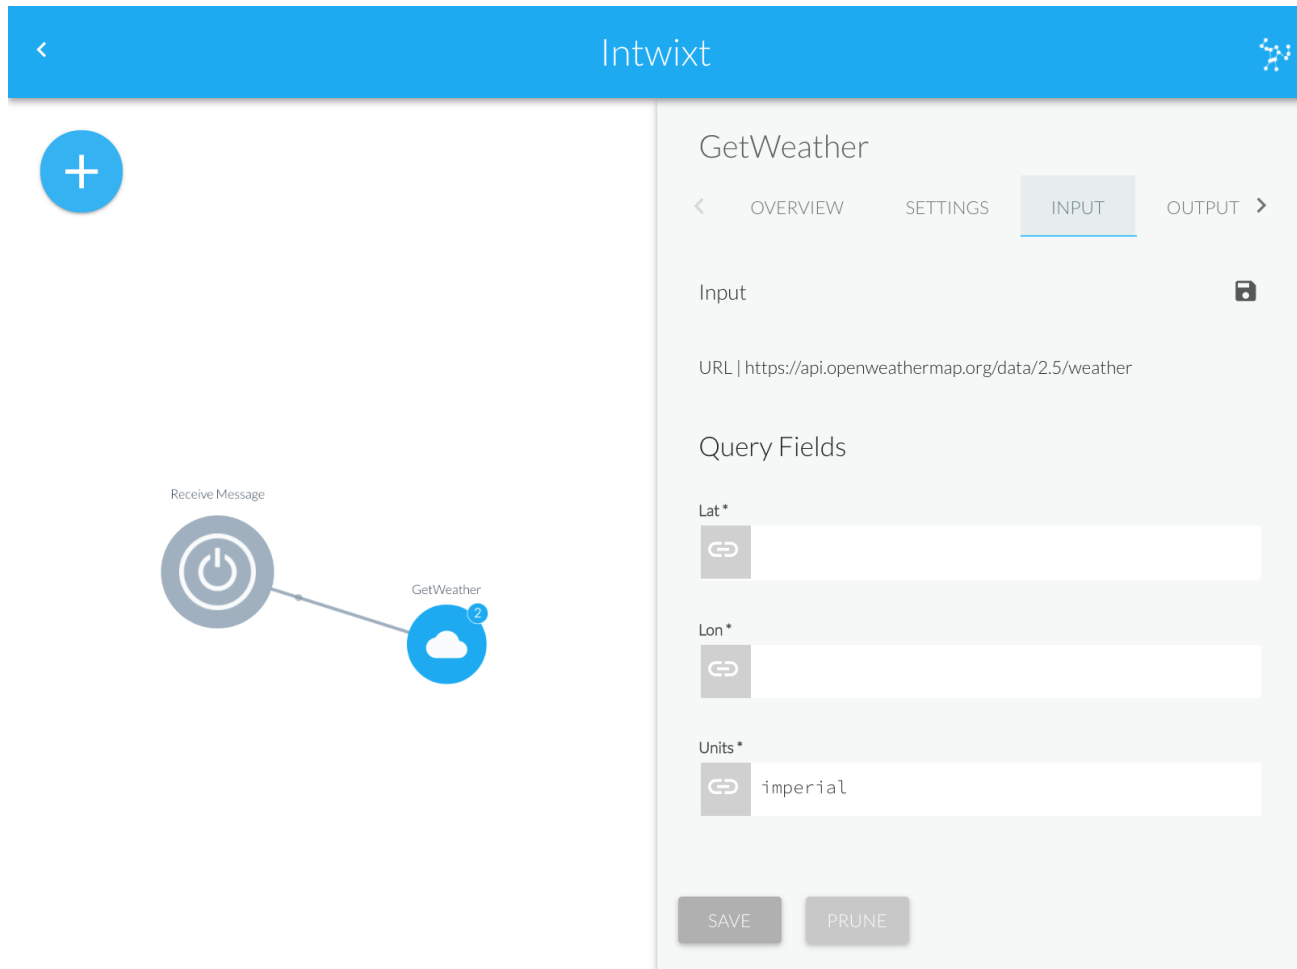 Intwixt
GetWeather
OVERVIEW SETTINGS INPUT OUTPUT
Input
URL | https://api.openweathermap.org/data/2.5/weather
Query Fields
Lat *
Lon *
Units *
imperial
SAVE PRUNE
Receive Message
GetWeather
2